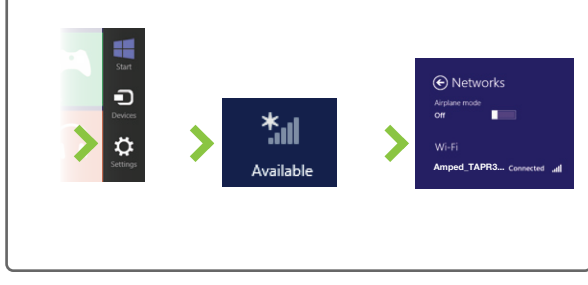 Start
Devices
Settings
Available
Networks
Airplane mode
Off
Wi-Fi
Amped_TAPR3... Connected